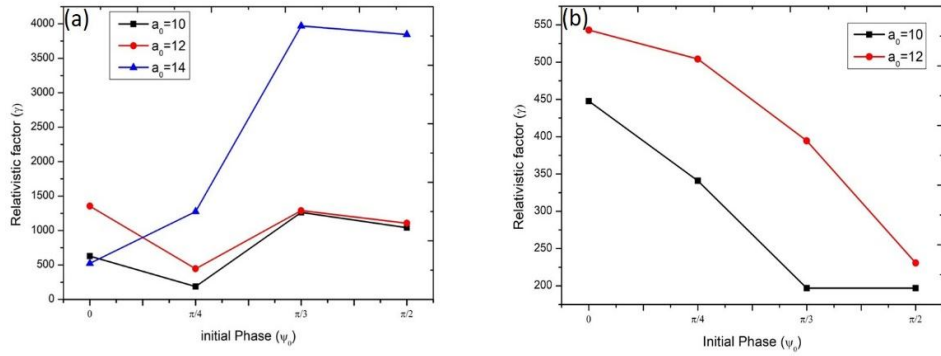 (a)
a₀=10
a₀=12
a₀=14
Relativistic factor (γ)
4000
3500
3000
2500
2000
1500
1000
500
0
0 π/4 π/3 π/2
initial Phase (ψ₀)
(b)
a₀=10
a₀=12
Relativistic factor (γ)
550
500
450
400
350
300
250
200
0 π/4 π/3 π/2
Initial Phase (ψ₀)